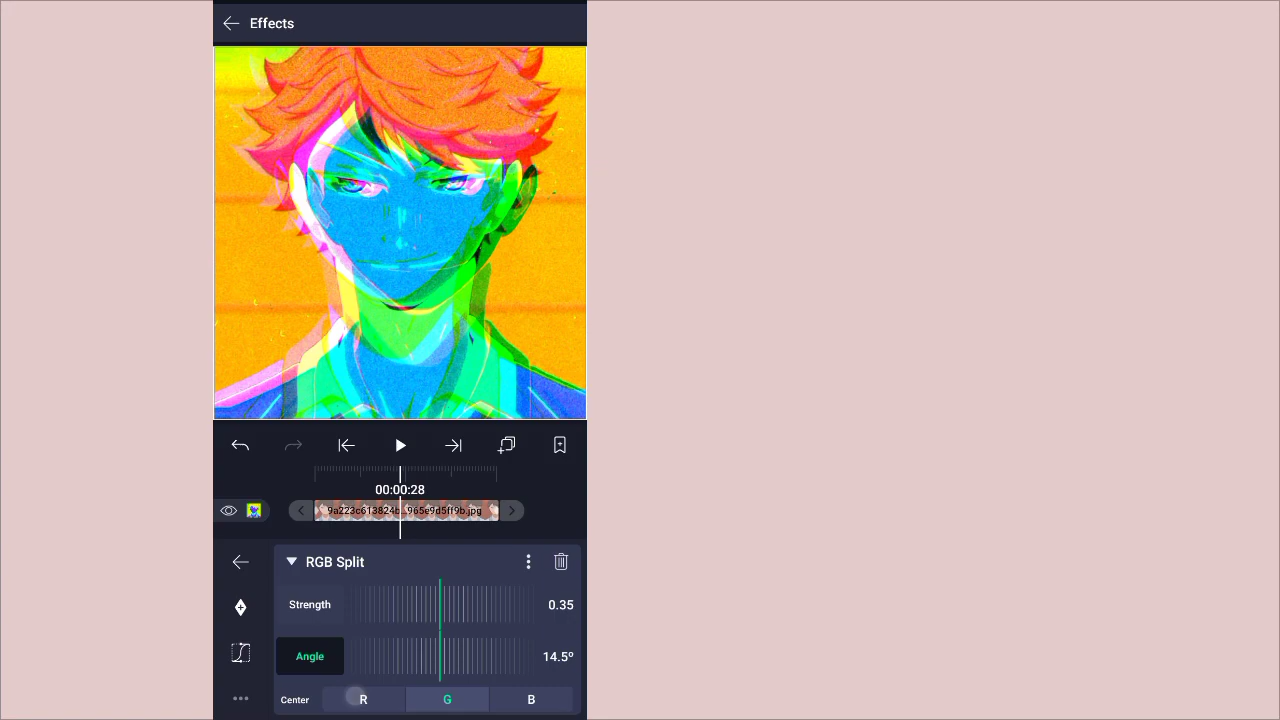 Effects
00:00:28
9a223c613824b...965e9d5ff9b.jpg
RGB Split
Strength 0.35
Angle 14.5º
Center R G B